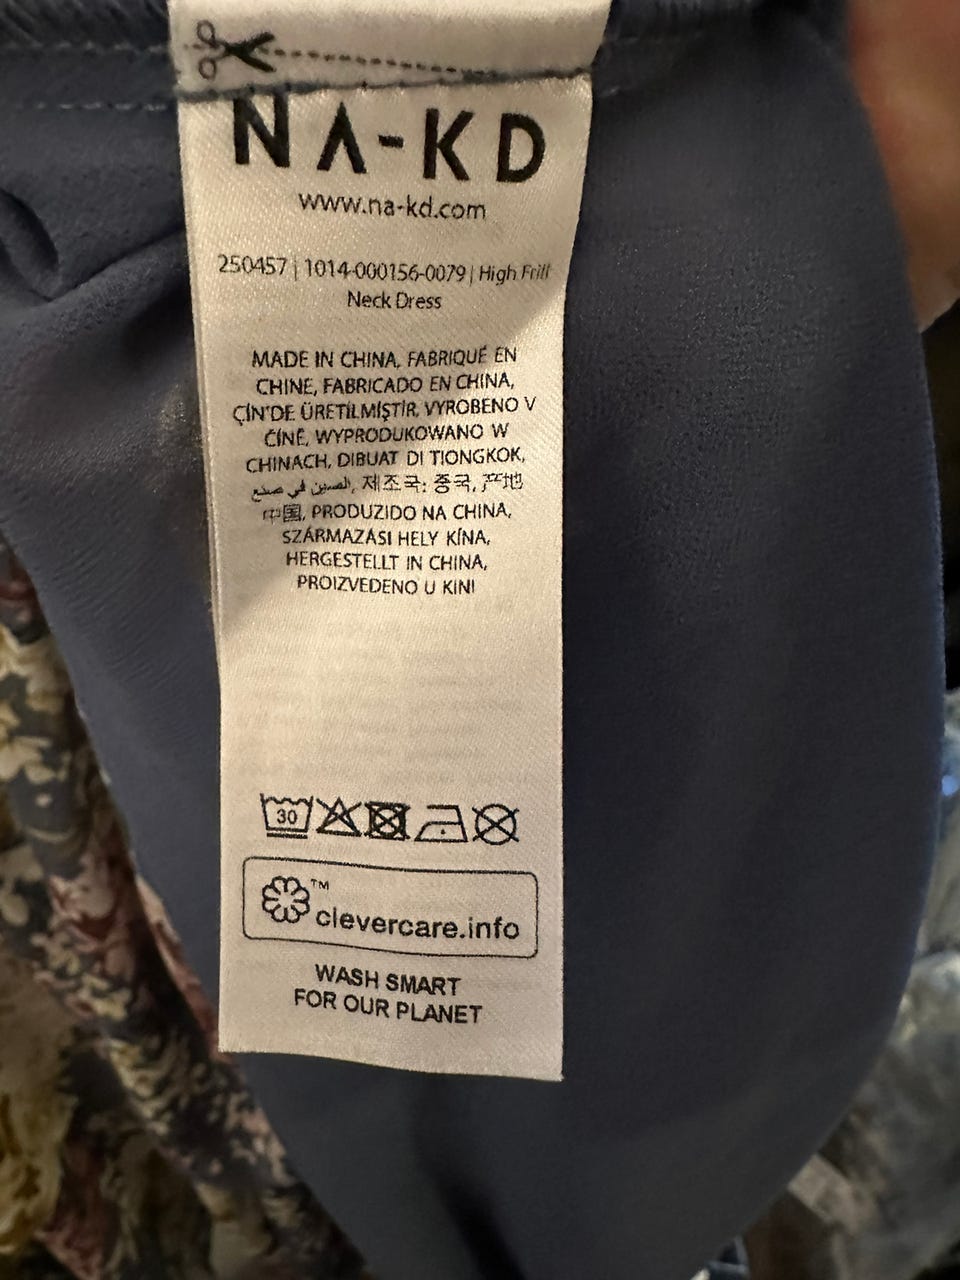 NA-KD
www.na-kd.com
250457 | 1014-000156-0079 | High Frill
Neck Dress
MADE IN CHINA, FABRIQUÉ EN
CHINE, FABRICADO EN CHINA,
ÇİN'DE ÜRETİLMİŞTİR, VYROBENO V
ČÍNĚ, WYPRODUKOWANO W
CHINACH, DIBUAT DI TIONGKOK,
الصين في صنع, 제조국: 중국, 产地
中国, PRODUZIDO NA CHINA,
SZÁRMAZÁSI HELY KÍNA,
HERGESTELLT IN CHINA,
PROIZVEDENO U KINI
30
™
clevercare.info
WASH SMART
FOR OUR PLANET